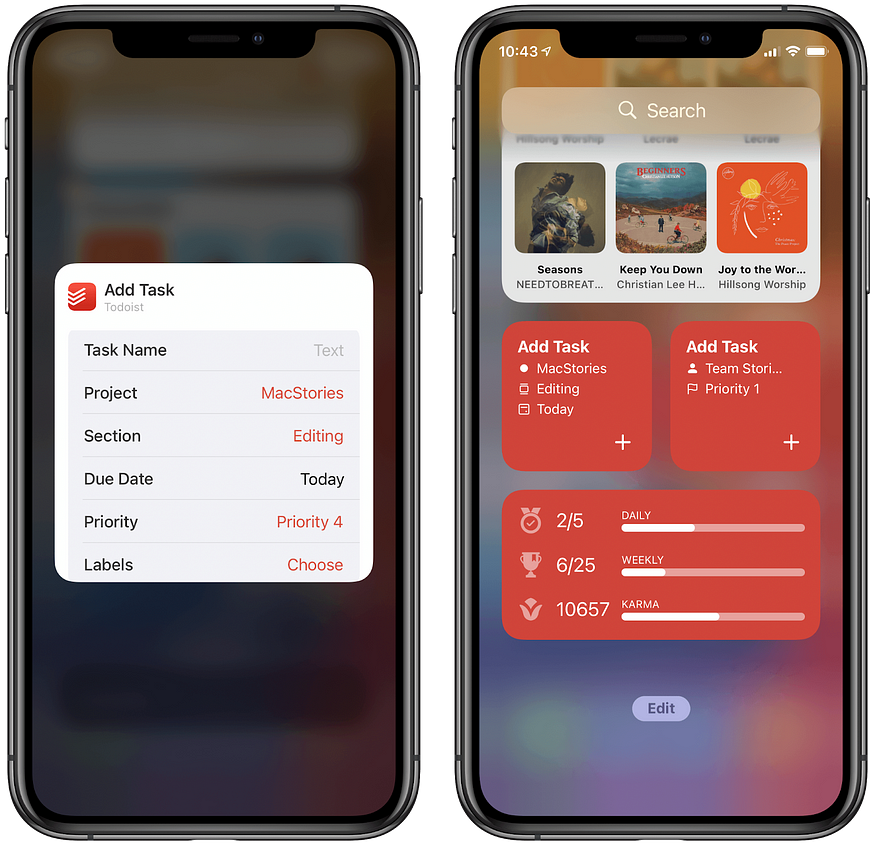 Add Task
Todoist
Task Name Text
Project MacStories
Section Editing
Due Date Today
Priority Priority 4
Labels Choose
10:43
Search
Hillsong Worship Lecrae Lecrae
BEGINNERS
CHRISTMAS EDITION
Seasons Keep You Down Joy to the Wor...
NEEDTOBREAT... Christian Lee H... Hillsong Worship
Add Task
MacStories
Editing
Today
Add Task
Team Stori...
Priority 1
2/5 DAILY
6/25 WEEKLY
10657 KARMA
Edit